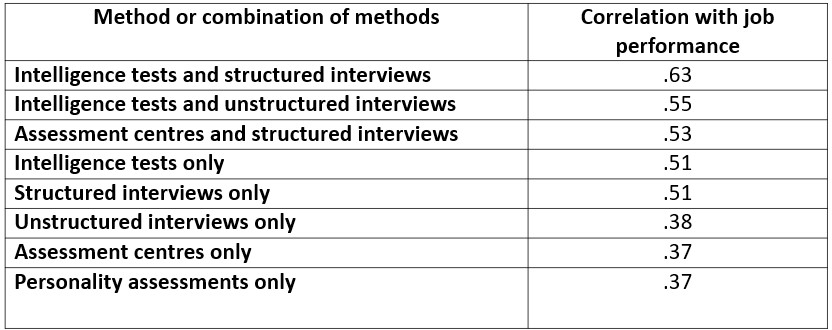 Method or combination of methods
Correlation with job
performance
Intelligence tests and structured interviews
.63
Intelligence tests and unstructured interviews
.55
Assessment centres and structured interviews
.53
Intelligence tests only
.51
Structured interviews only
.51
Unstructured interviews only
.38
Assessment centres only
.37
Personality assessments only
.37